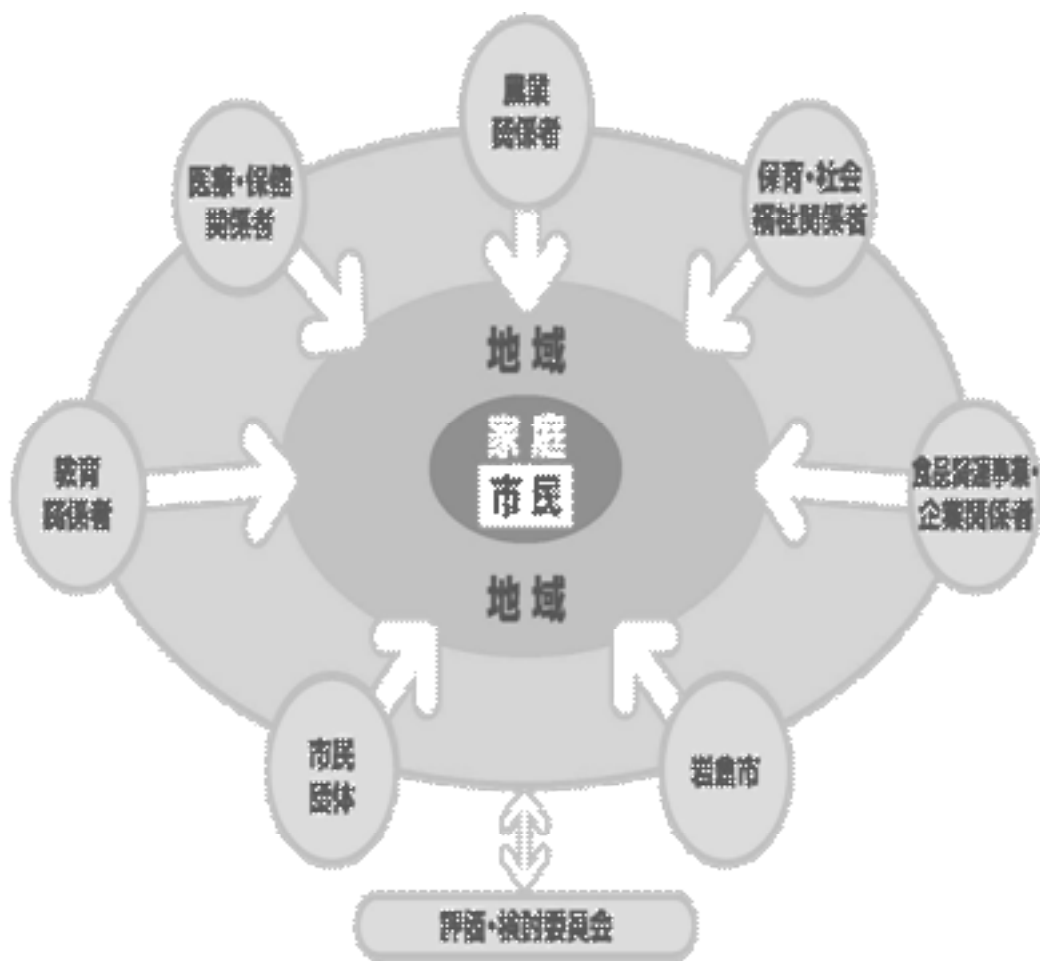 農業
関係者
医療・保健
関係者
保育・社会
福祉関係者
地域
家庭
市民
教育
関係者
食品関連事業・
企業関係者
地域
市民
団体
岩倉市
評価・検討委員会